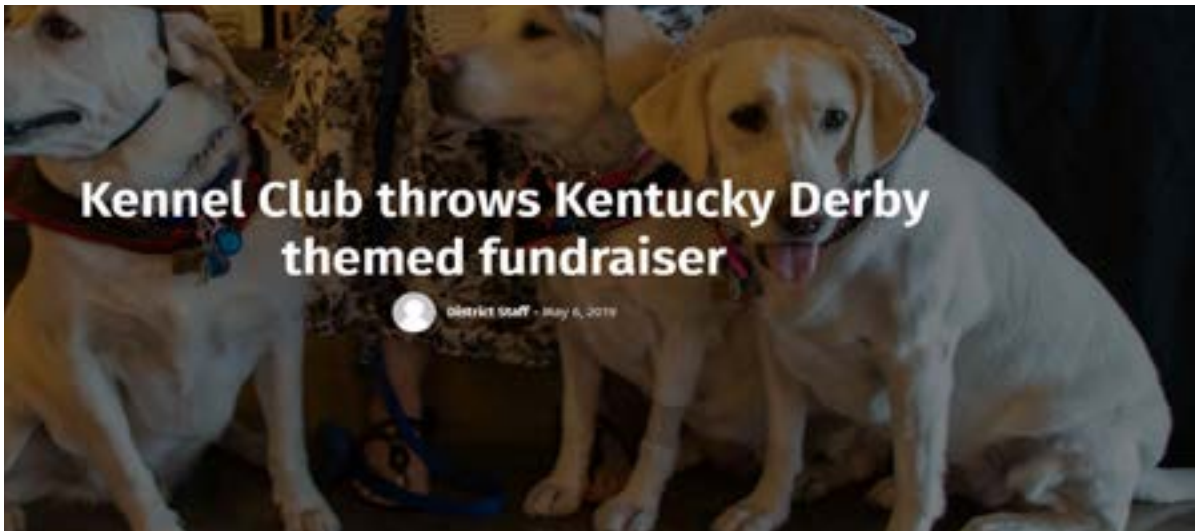 Kennel Club throws Kentucky Derby
themed fundraiser
District Staff - May 6, 2019